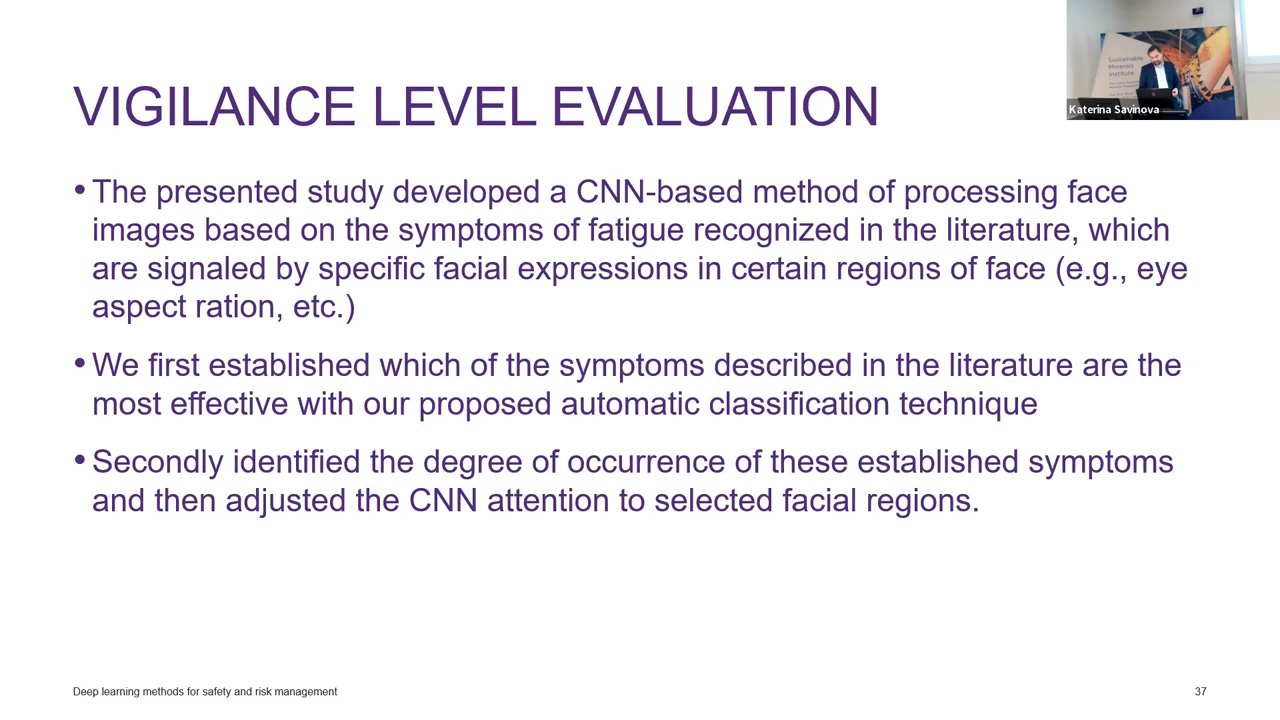 VIGILANCE LEVEL EVALUATION
Sustainable
Minerals
Institute
Katerina Savinova
• The presented study developed a CNN-based method of processing face
images based on the symptoms of fatigue recognized in the literature, which
are signaled by specific facial expressions in certain regions of face (e.g., eye
aspect ration, etc.)
• We first established which of the symptoms described in the literature are the
most effective with our proposed automatic classification technique
• Secondly identified the degree of occurrence of these established symptoms
and then adjusted the CNN attention to selected facial regions.
Deep learning methods for safety and risk management
37